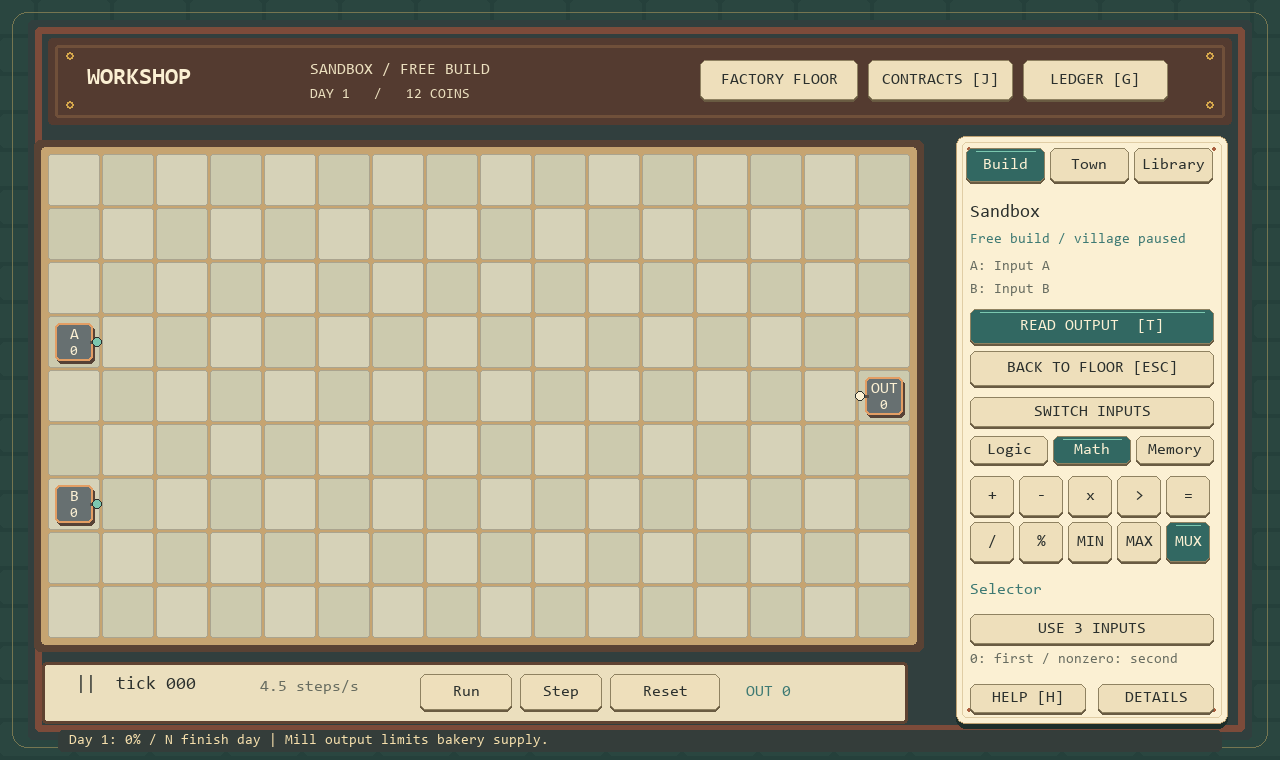 WORKSHOP
SANDBOX / FREE BUILD
DAY 1 / 12 COINS
FACTORY FLOOR
CONTRACTS [J]
LEDGER [G]
Build
Town
Library
Sandbox
Free build / village paused
A: Input A
B: Input B
READ OUTPUT [T]
BACK TO FLOOR [ESC]
SWITCH INPUTS
Logic
Math
Memory
+
-
x
>
=
/
%
MIN
MAX
MUX
Selector
USE 3 INPUTS
0: first / nonzero: second
HELP [H]
DETAILS
A
0
OUT
0
B
0
|| tick 000
4.5 steps/s
Run
Step
Reset
OUT 0
Day 1: 0% / N finish day | Mill output limits bakery supply.